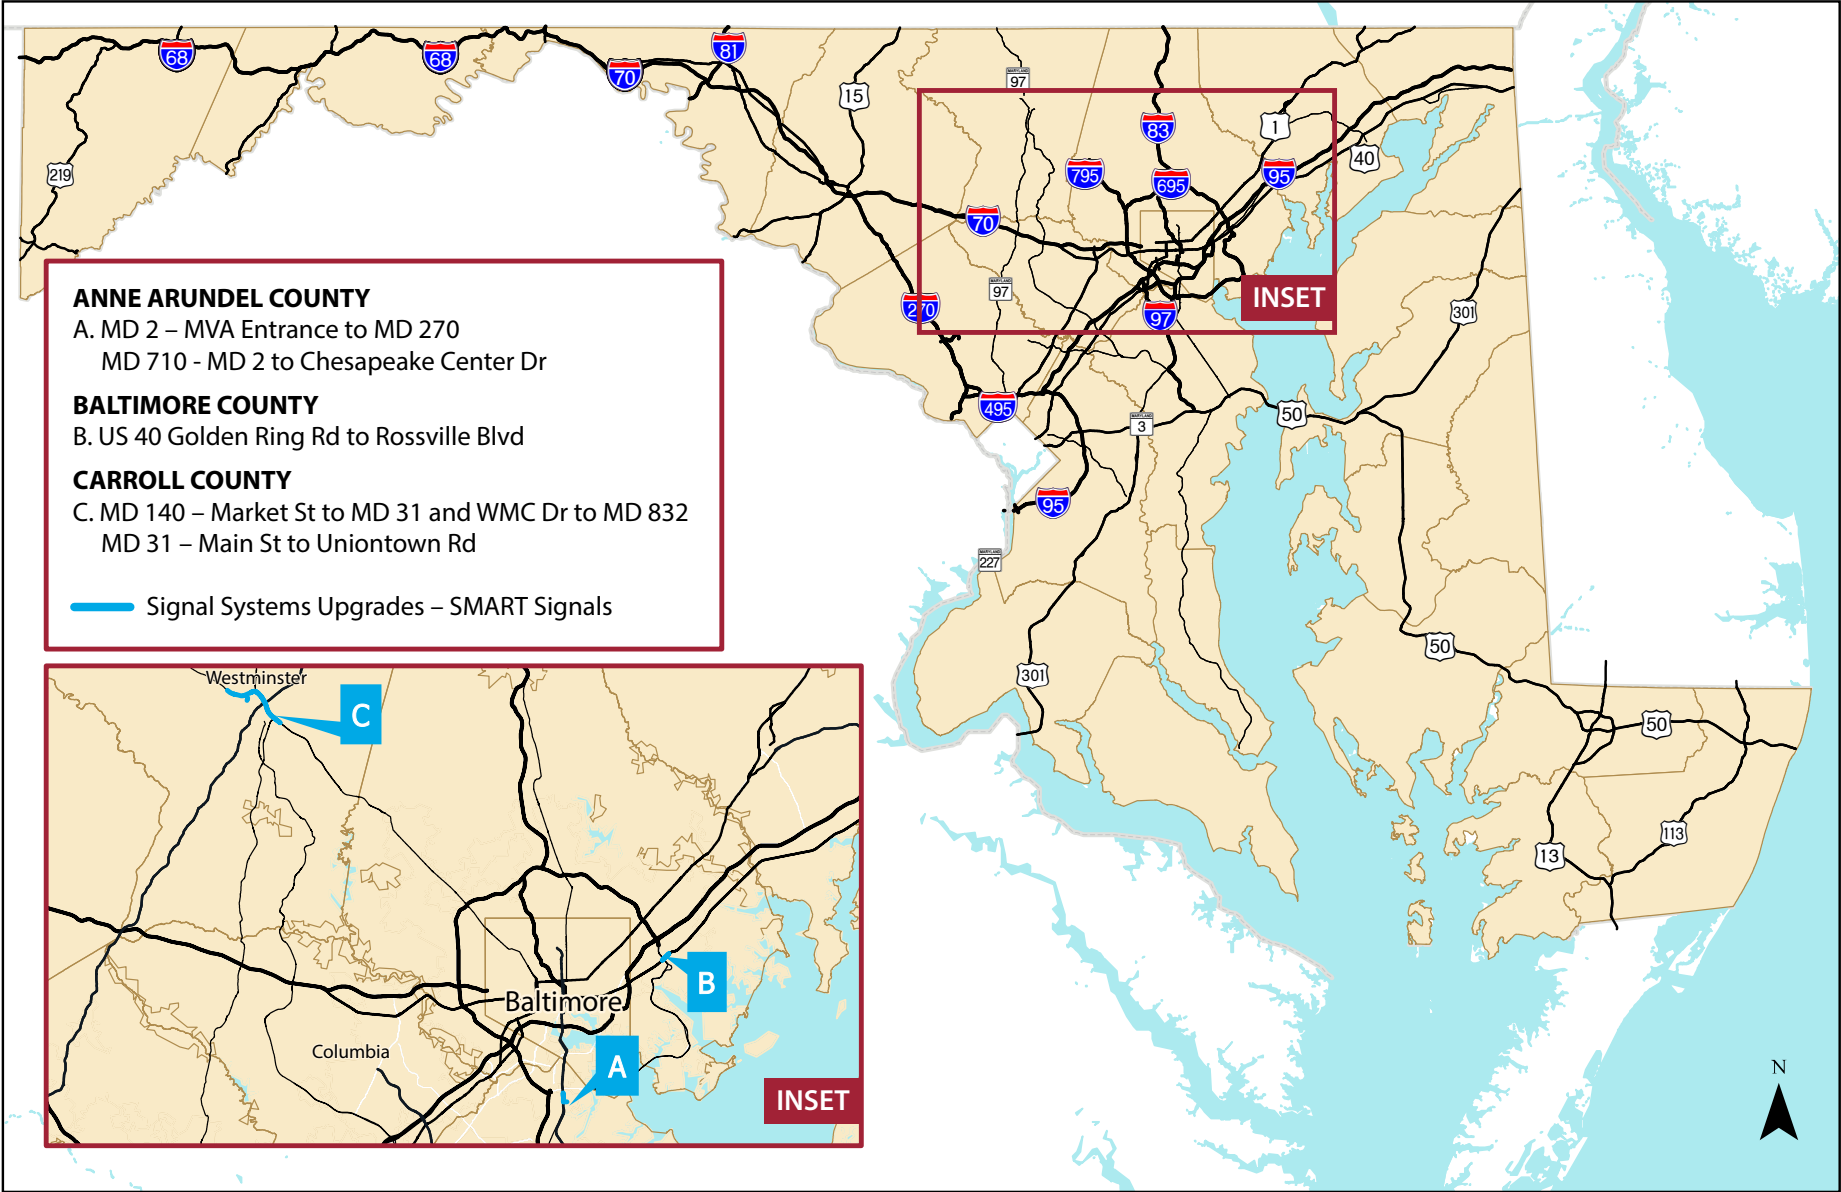 68
68
70
81
15
MARYLAND
97
83
1
40
795
695
95
219
70
MARYLAND
97
270
97
INSET
301
495
50
MARYLAND
3
95
MARYLAND
227
50
301
50
113
13
ANNE ARUNDEL COUNTY
A. MD 2 – MVA Entrance to MD 270
MD 710 - MD 2 to Chesapeake Center Dr
BALTIMORE COUNTY
B. US 40 Golden Ring Rd to Rossville Blvd
CARROLL COUNTY
C. MD 140 – Market St to MD 31 and WMC Dr to MD 832
MD 31 – Main St to Uniontown Rd
Signal Systems Upgrades – SMART Signals
Westminster
C
B
Baltimore
Columbia
A
INSET
N